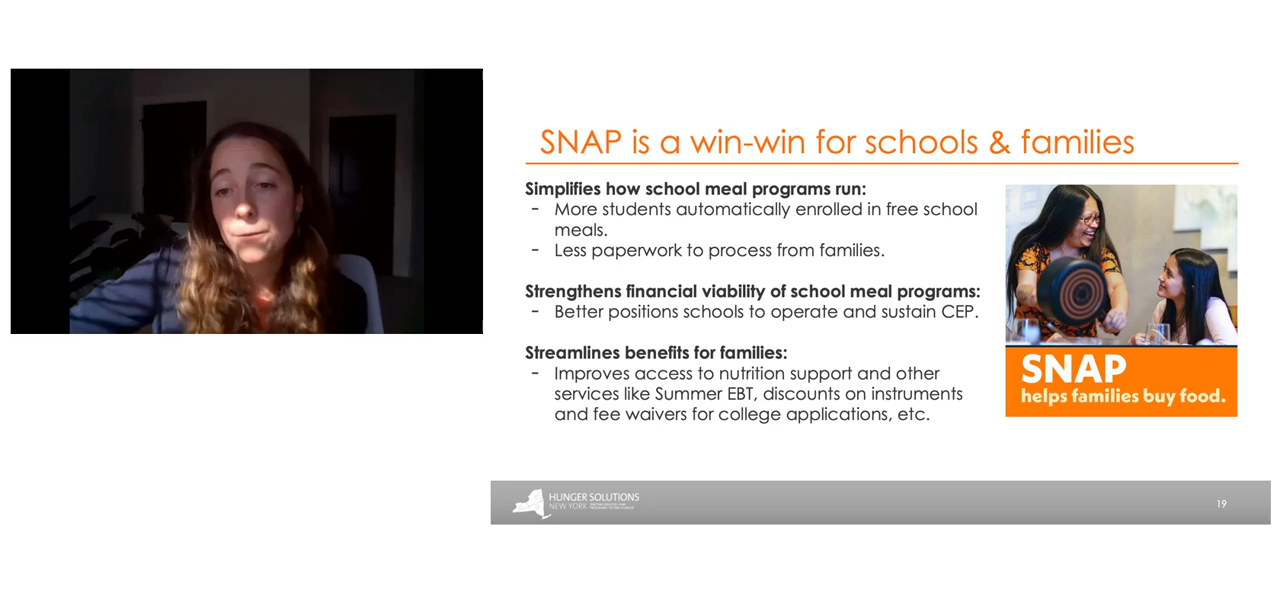 SNAP is a win-win for schools & families
Simplifies how school meal programs run:
- More students automatically enrolled in free school
meals.
- Less paperwork to process from families.
Strengthens financial viability of school meal programs:
- Better positions schools to operate and sustain CEP.
Streamlines benefits for families:
- Improves access to nutrition support and other
services like Summer EBT, discounts on instruments
and fee waivers for college applications, etc.
SNAP
helps families buy food.
HUNGER SOLUTIONS
NEW YORK
19